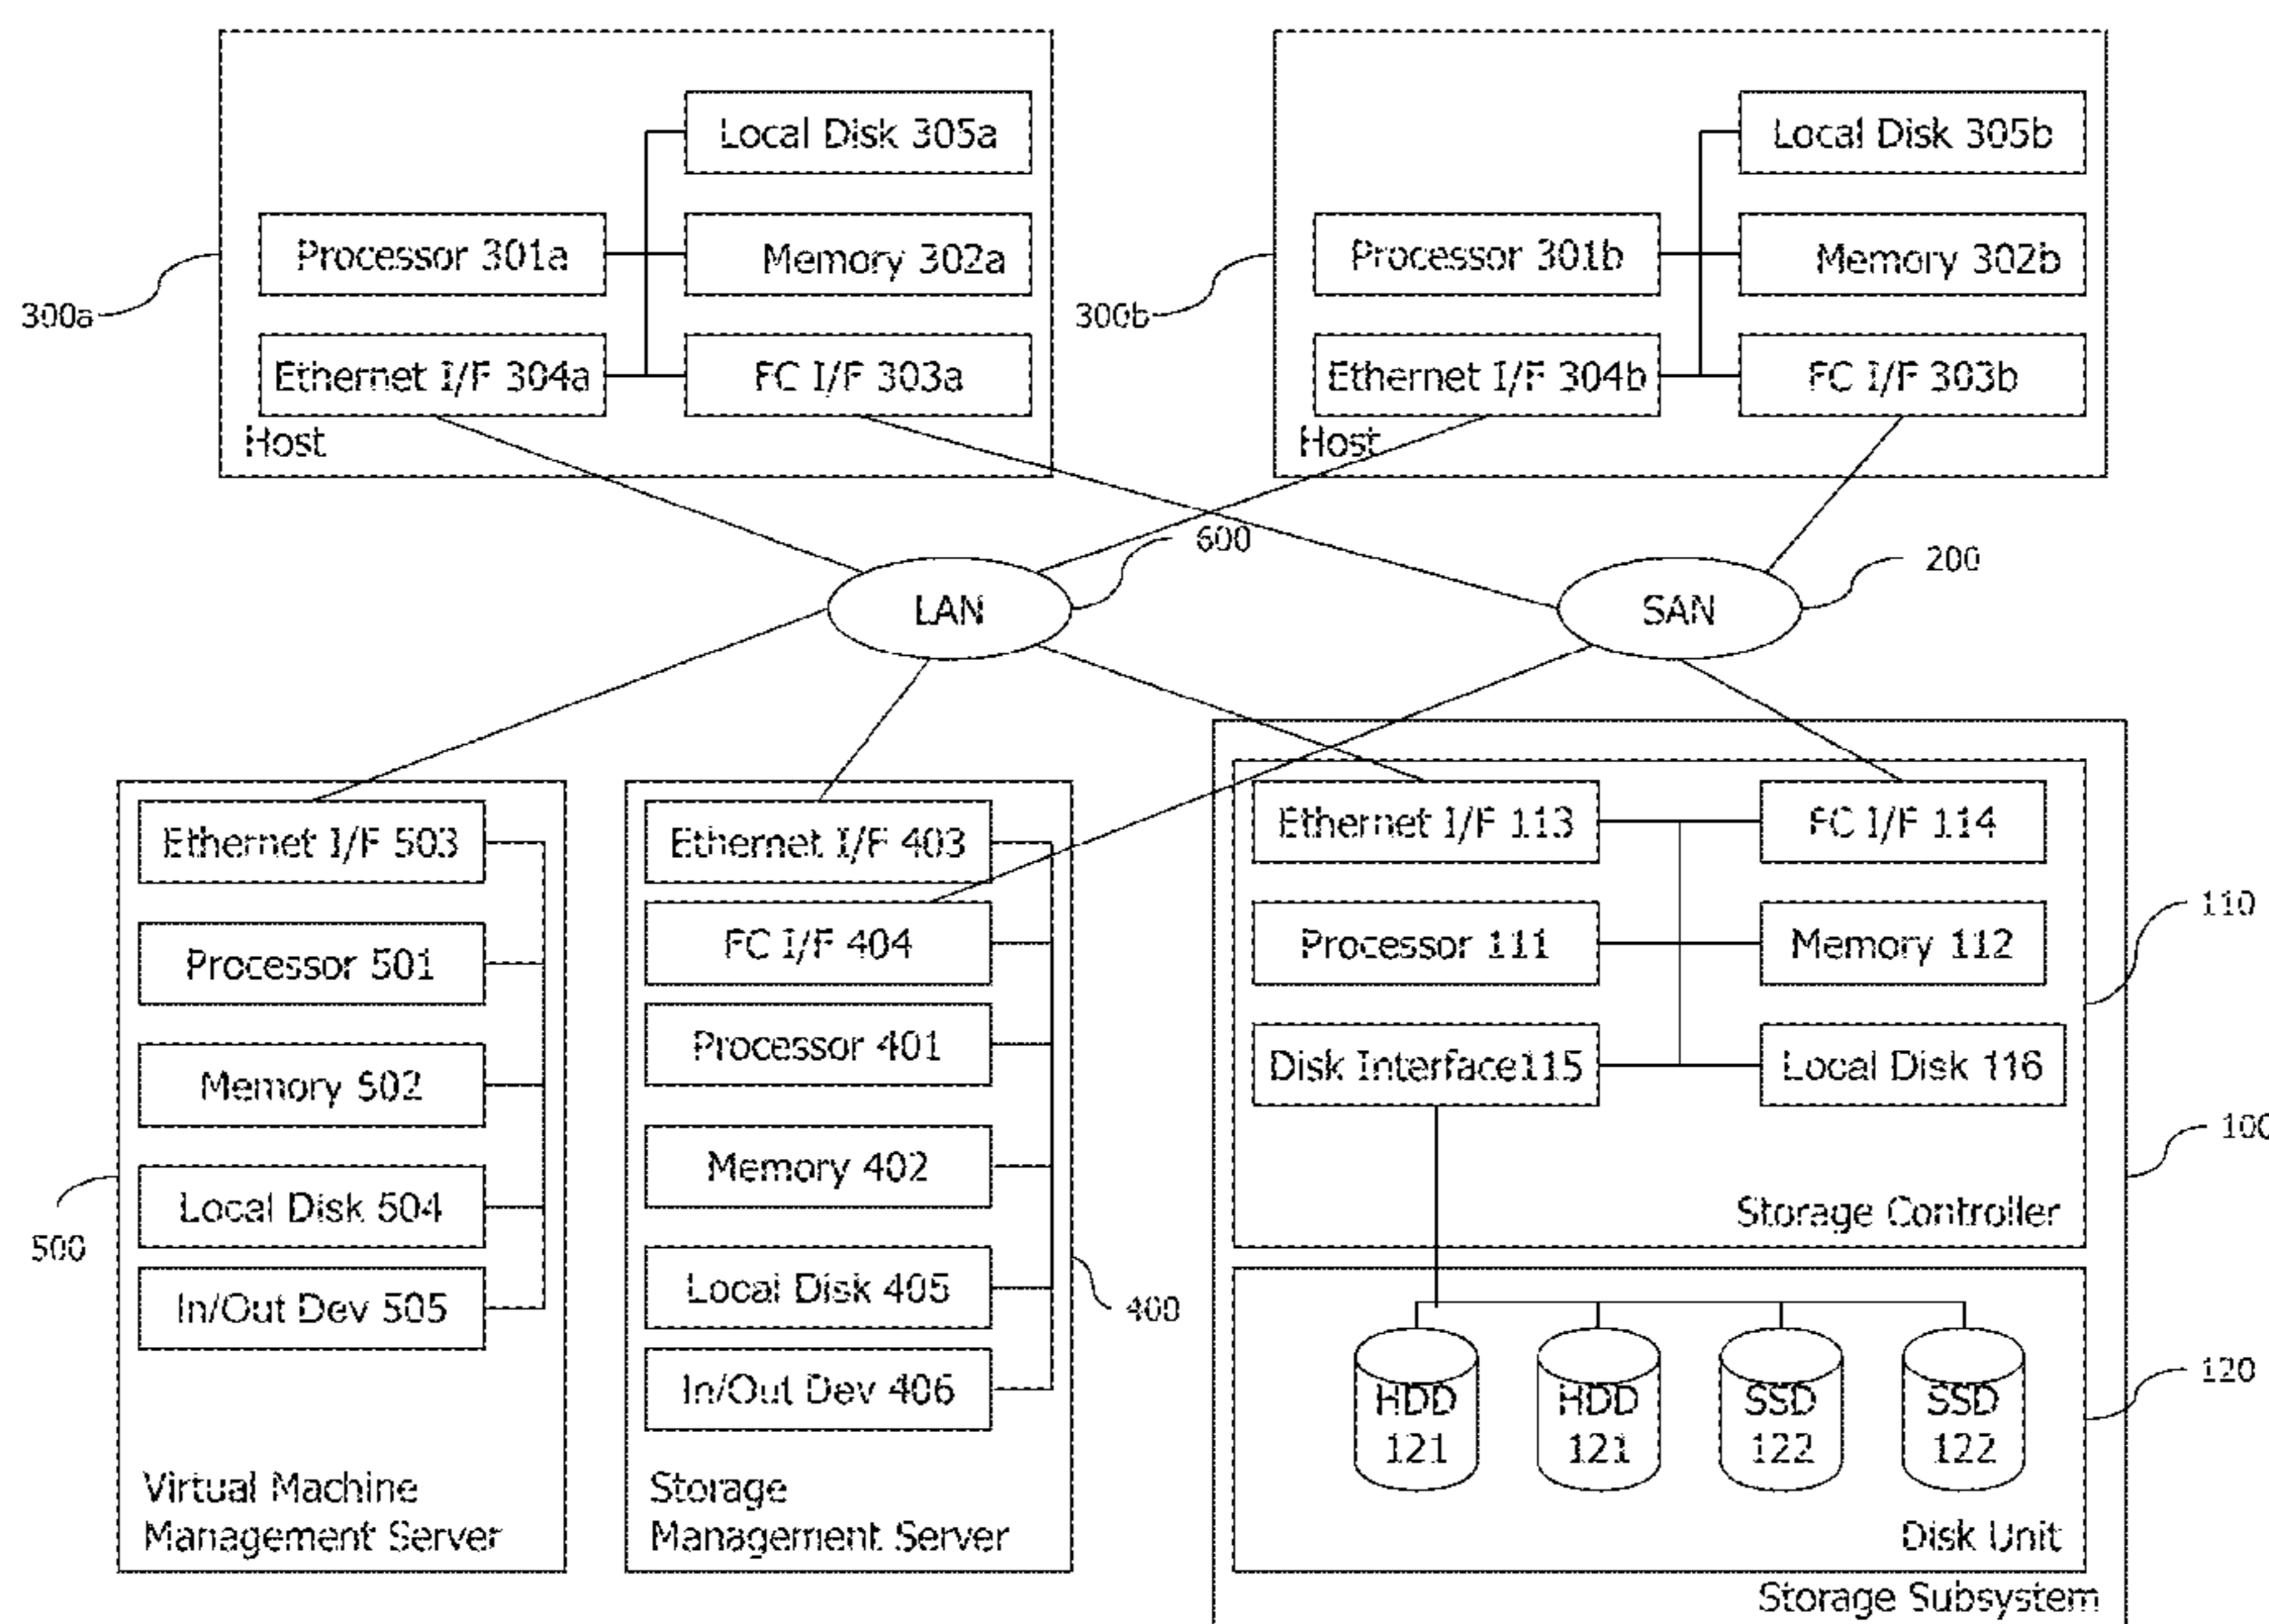 Local Disk 305a
Processor 301a
Memory 302a
Ethernet I/F 304a
FC I/F 303a
Host
300a
Local Disk 305b
Processor 301b
Memory 302b
Ethernet I/F 304b
FC I/F 303b
Host
300b
LAN
600
SAN
200
Ethernet I/F 503
Processor 501
Memory 502
Local Disk 504
In/Out Dev 505
Virtual Machine
Management Server
500
Ethernet I/F 403
FC I/F 404
Processor 401
Memory 402
Local Disk 405
In/Out Dev 406
Storage
Management Server
400
Ethernet I/F 113
FC I/F 114
Processor 111
Memory 112
Disk Interface115
Local Disk 116
Storage Controller
110
100
HDD
121
HDD
121
SSD
122
SSD
122
Disk Unit
120
Storage Subsystem